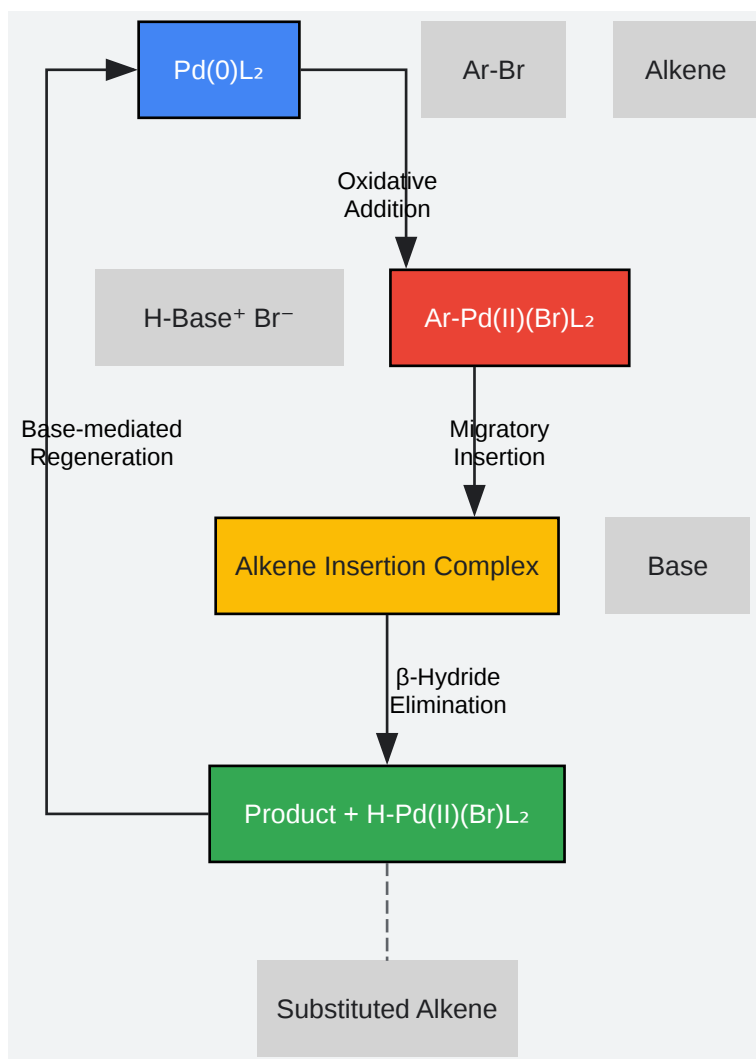 Pd(0)L₂
Ar-Br
Alkene
Oxidative
Addition
H-Base⁺ Br⁻
Ar-Pd(II)(Br)L₂
Base-mediated
Regeneration
Migratory
Insertion
Alkene Insertion Complex
Base
β-Hydride
Elimination
Product + H-Pd(II)(Br)L₂
Substituted Alkene